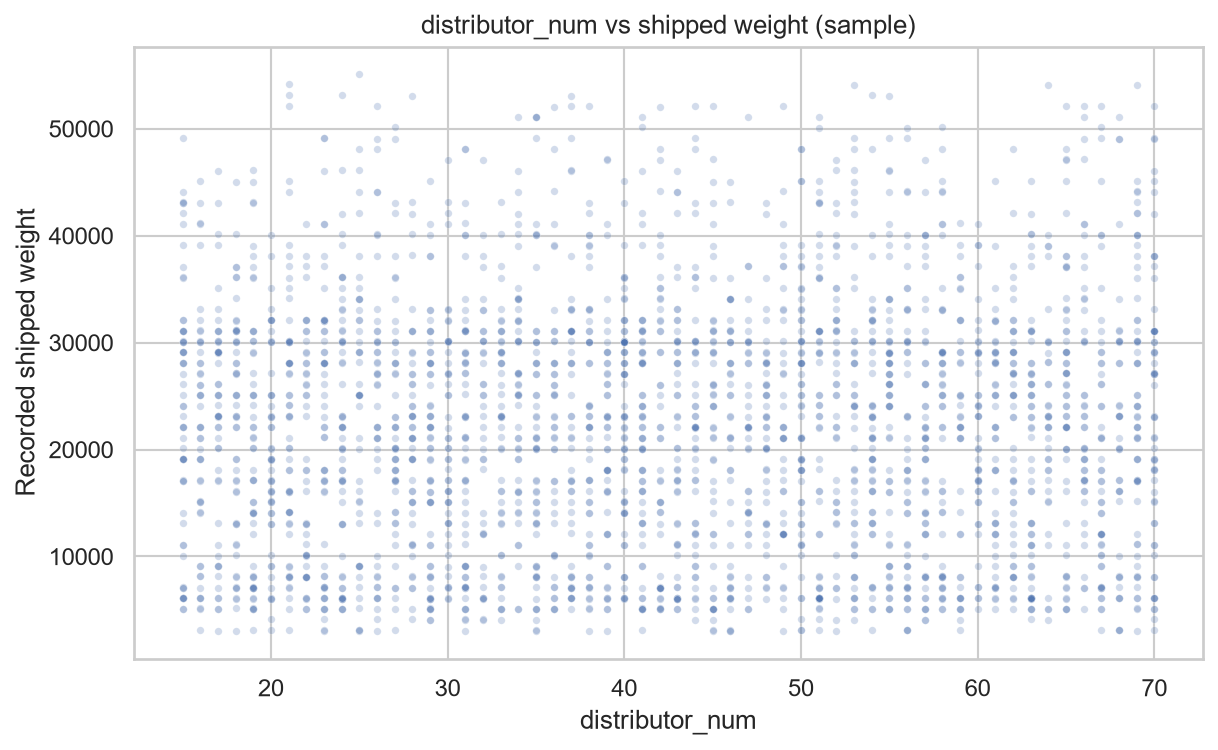 distributor_num vs shipped weight (sample)
Recorded shipped weight
50000
40000
30000
20000
10000
20 30 40 50 60 70
distributor_num